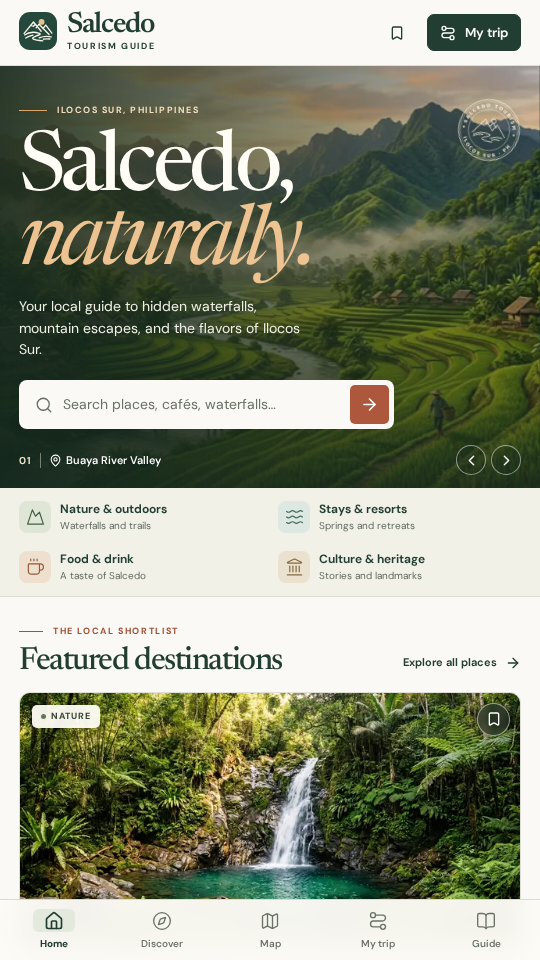 Salcedo
TOURISM GUIDE
My trip
ILOCOS SUR, PHILIPPINES
Salcedo,
naturally.
Your local guide to hidden waterfalls,
mountain escapes, and the flavors of Ilocos
Sur.
Search places, cafés, waterfalls...
01
Buaya River Valley
Nature & outdoors
Waterfalls and trails
Stays & resorts
Springs and retreats
Food & drink
A taste of Salcedo
Culture & heritage
Stories and landmarks
THE LOCAL SHORTLIST
Featured destinations
Explore all places
NATURE
Home
Discover
Map
My trip
Guide